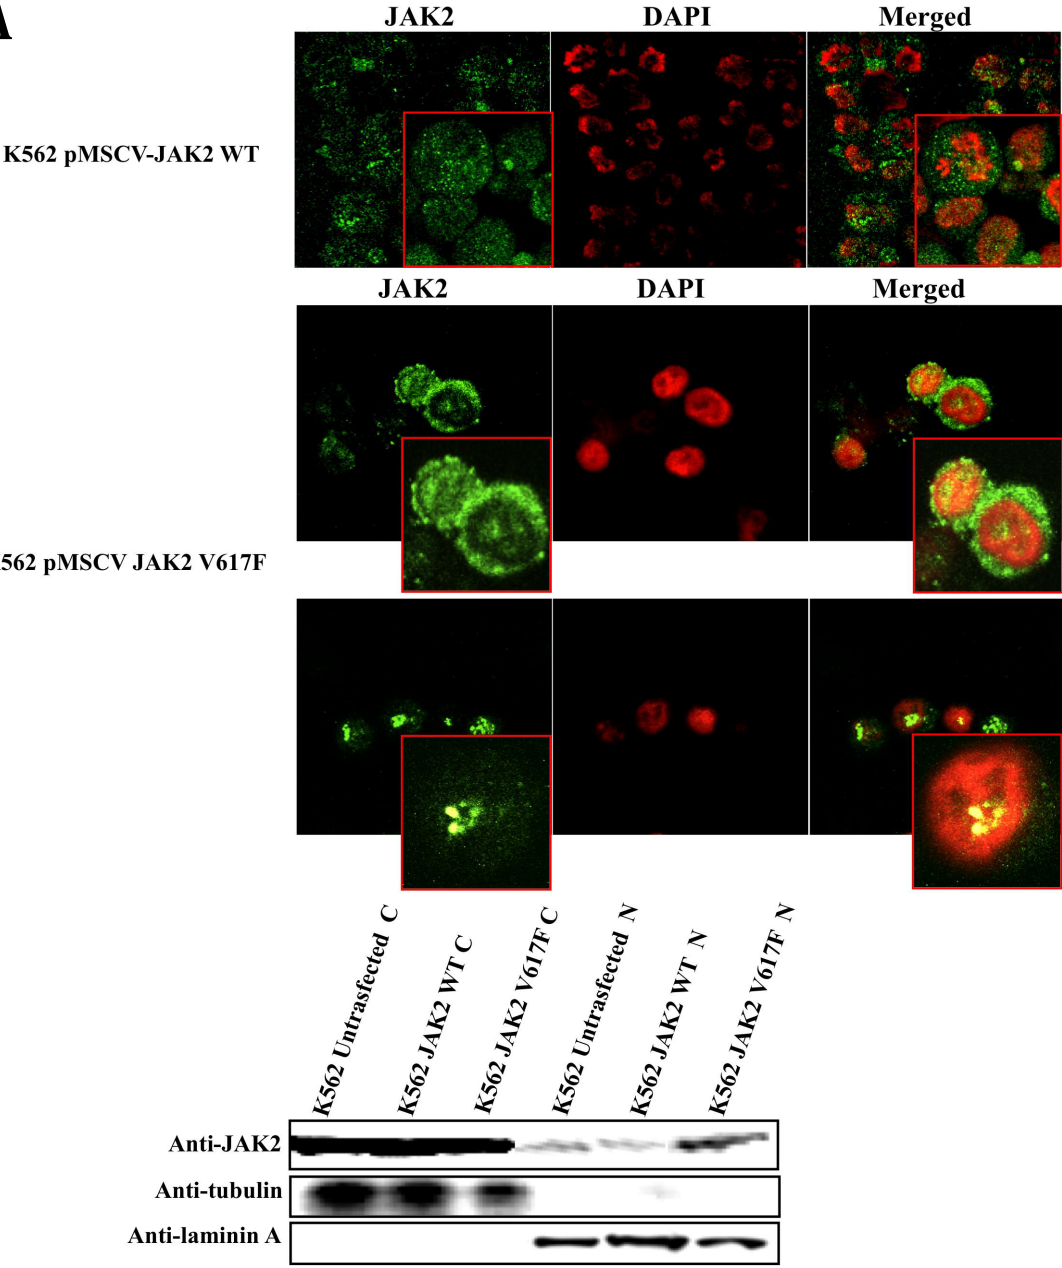 A
JAK2 DAPI Merged
K562 pMSCV-JAK2 WT
JAK2 DAPI Merged
562 pMSCV JAK2 V617F
K562 Untrasfected C
K562 JAK2 WT C
K562 JAK2 V617F C
K562 Untrasfected N
K562 JAK2 WT N
K562 JAK2 V617F N
Anti-JAK2
Anti-tubulin
Anti-laminin A